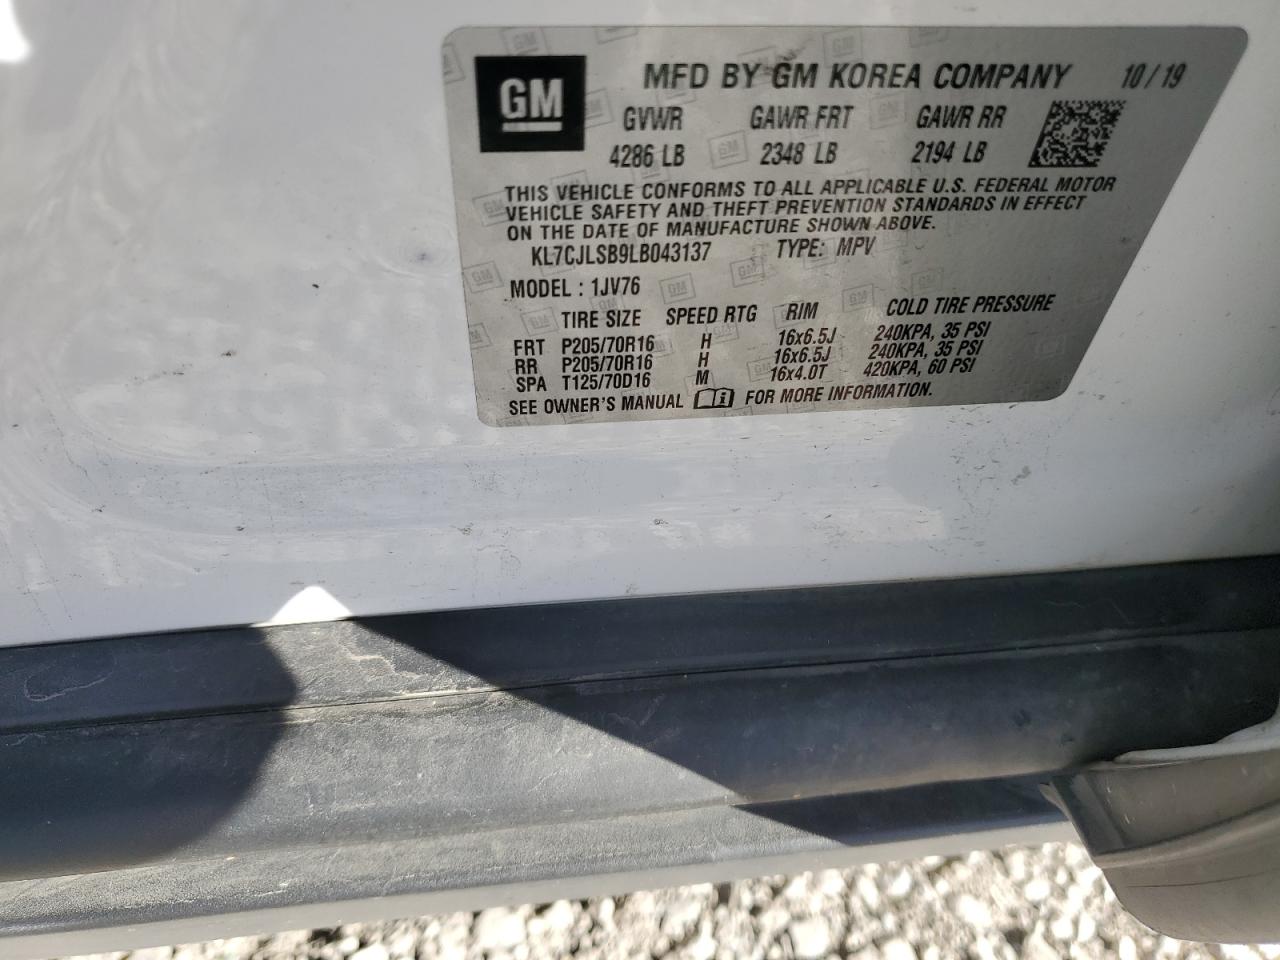 GM MFD BY GM KOREA COMPANY 10/19
GVWR GAWR FRT GAWR RR
4286 LB 2348 LB 2194 LB
THIS VEHICLE CONFORMS TO ALL APPLICABLE U.S. FEDERAL MOTOR
VEHICLE SAFETY AND THEFT PREVENTION STANDARDS IN EFFECT
ON THE DATE OF MANUFACTURE SHOWN ABOVE.
KL7CJLSB9LB043137 TYPE: MPV
MODEL : 1JV76
TIRE SIZE SPEED RTG RIM COLD TIRE PRESSURE
FRT P205/70R16 H 16x6.5J 240KPA, 35 PSI
RR P205/70R16 H 16x6.5J 240KPA, 35 PSI
SPA T125/70D16 M 16x4.0T 420KPA, 60 PSI
SEE OWNER'S MANUAL i FOR MORE INFORMATION.